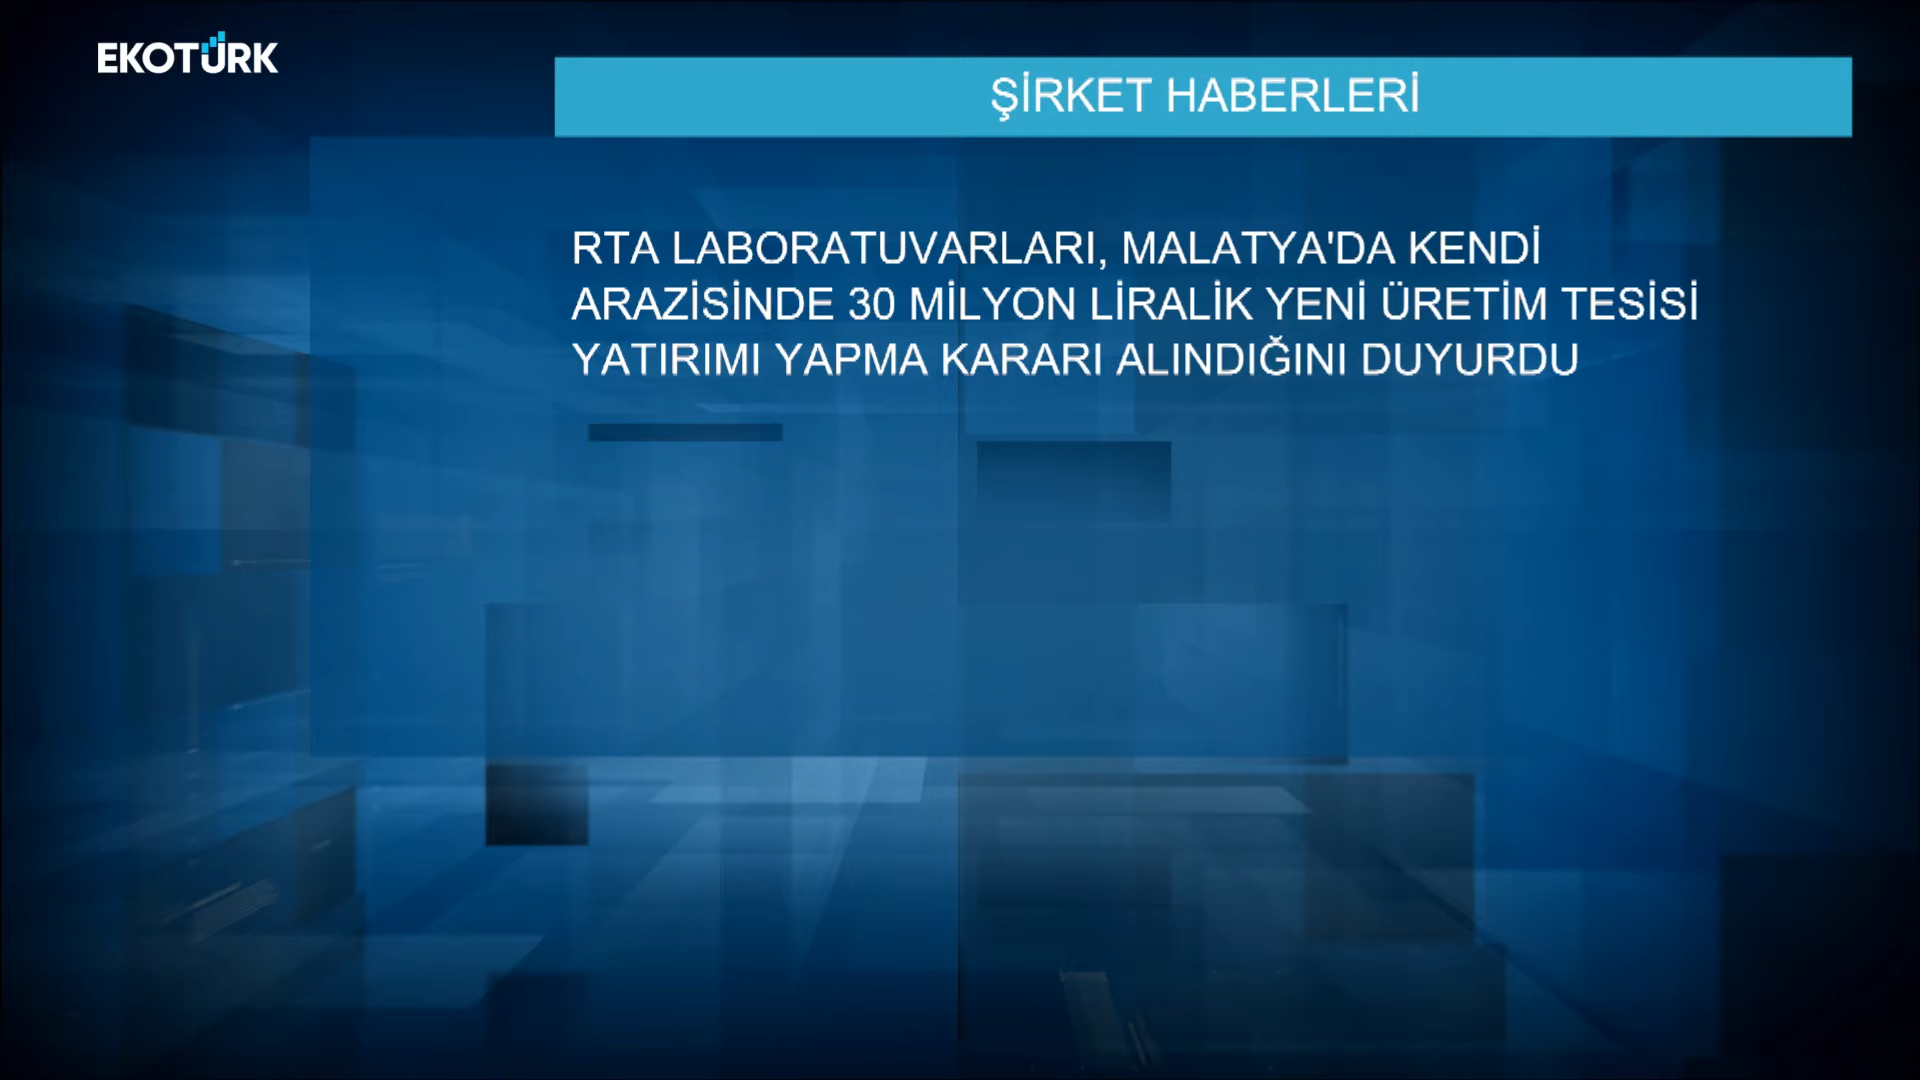 EKOTÜRK
ŞİRKET HABERLERİ
RTA LABORATUVARLARI, MALATYA'DA KENDİ
ARAZİSİNDE 30 MİLYON LİRALİK YENİ ÜRETİM TESİSİ
YATIRIMI YAPMA KARARI ALINDIĞINI DUYURDU